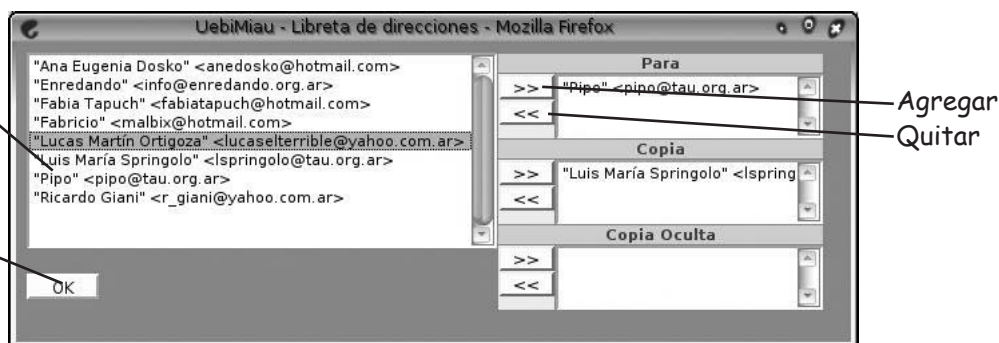 UebiMiau - Libreta de direcciones - Mozilla Firefox
"Ana Eugenia Dosko" <anedosko@hotmail.com>
"Enredando" <info@enredando.org.ar>
"Fabia Tapuch" <fabiatapuch@hotmail.com>
"Fabricio" <malbix@hotmail.com>
"Lucas Martín Ortigoza" <lucaselterrible@yahoo.com.ar>
"Luis María Springolo" <lspringolo@tau.org.ar>
"Pipo" <pipo@tau.org.ar>
"Ricardo Giani" <r_giani@yahoo.com.ar>
OK
Para
>>
<<
"Pipo" <pipo@tau.org.ar>
Copia
>>
<<
"Luis María Springolo" <lspring
Copia Oculta
>>
<<
Agregar
Quitar